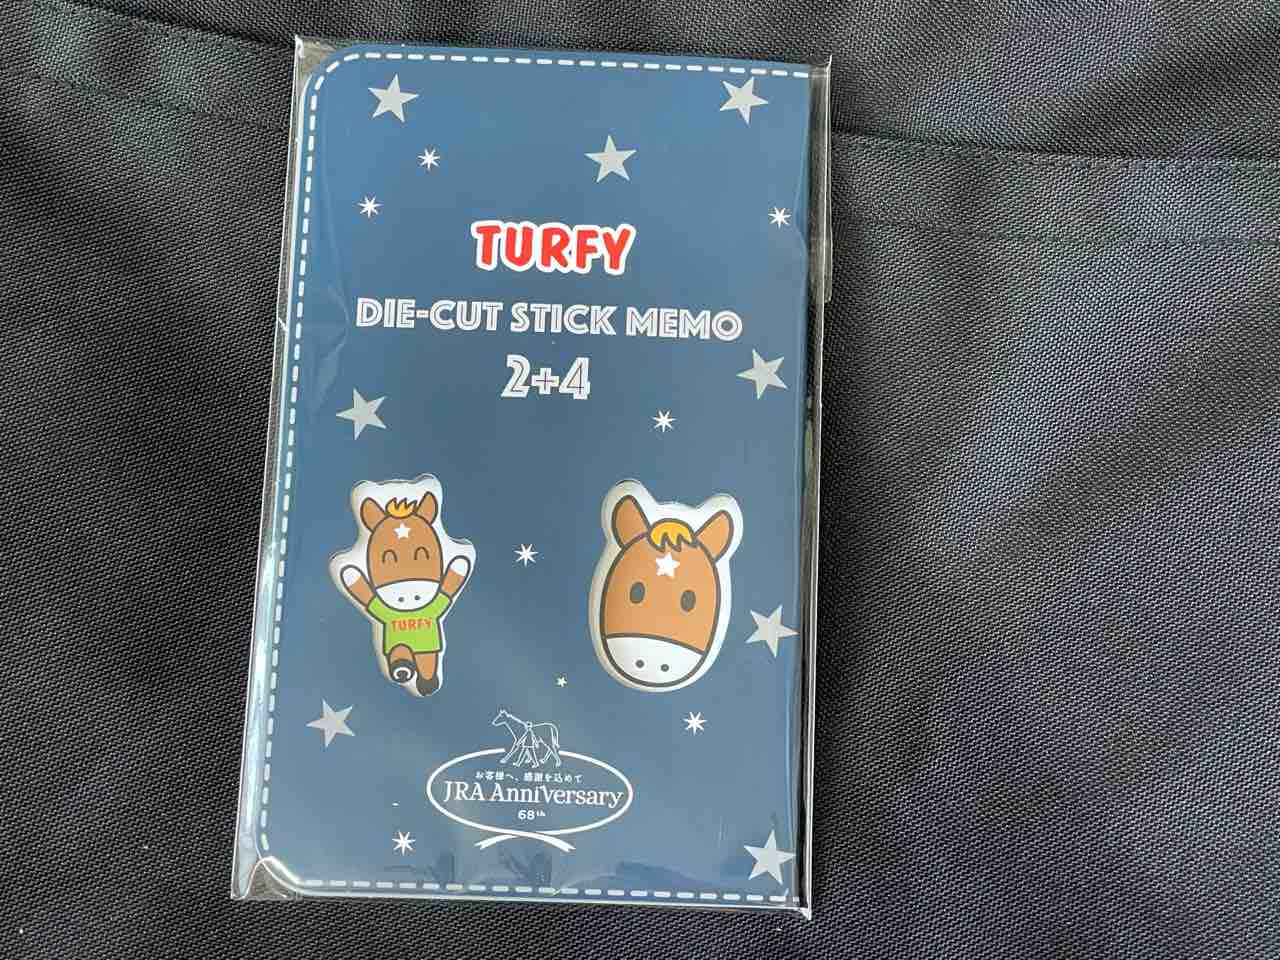 TURFY
DIE-CUT STICK MEMO
2+4
TURFY
お客様へ、感謝を込めて
JRA Anniversary
68th